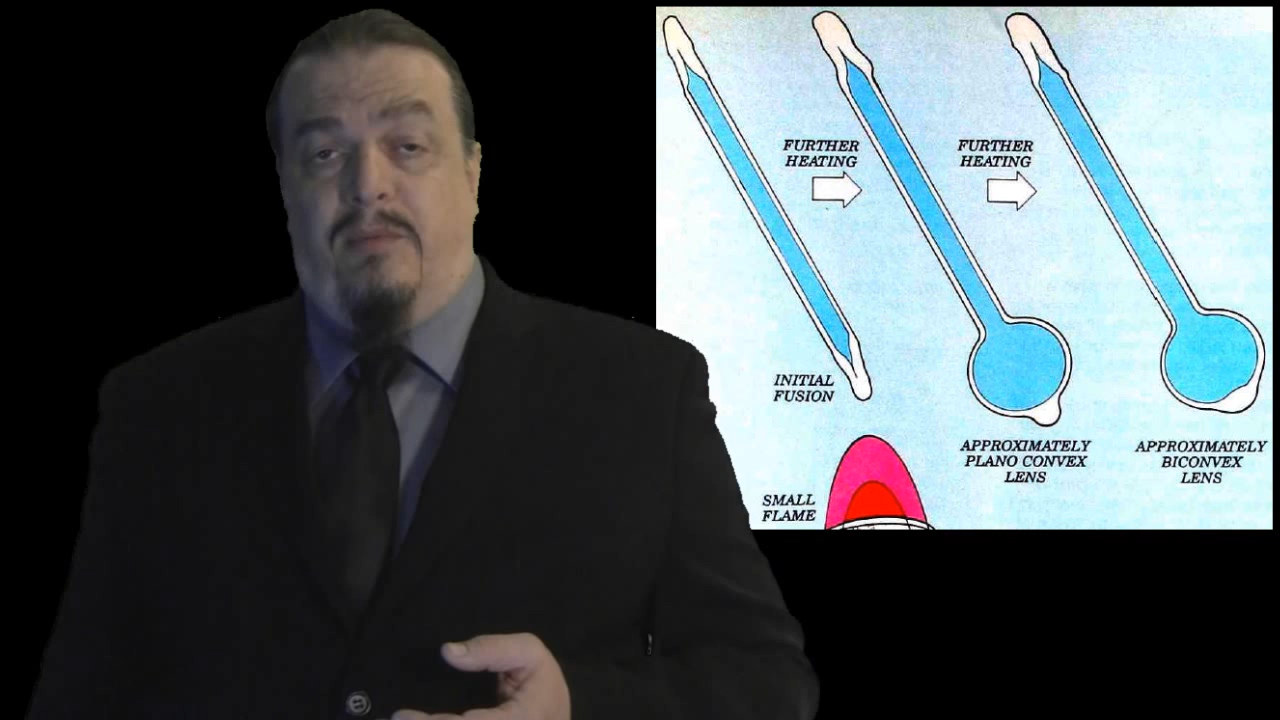 FURTHER
HEATING
FURTHER
HEATING
INITIAL
FUSION
APPROXIMATELY
PLANO CONVEX
LENS
APPROXIMATELY
BICONVEX
LENS
SMALL
FLAME